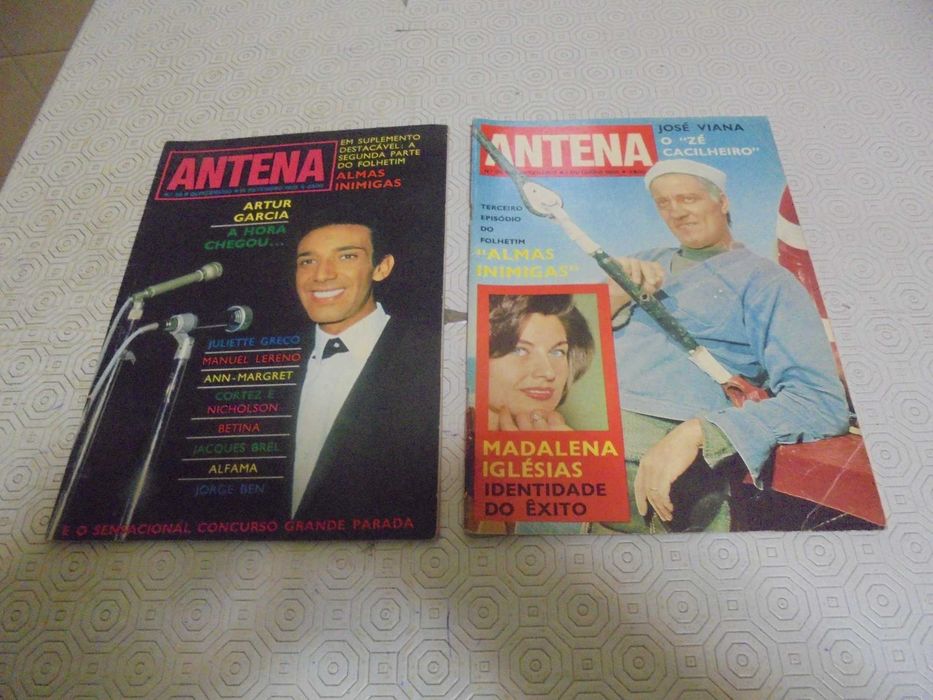 ANTENA
EM SUPLEMENTO
DESTACÁVEL: A
SEGUNDA PARTE
DO FOLHETIM
ALMAS
INIMIGAS
ARTUR
GARCIA
A HORA
CHEGOU...
JULIETTE GRECO
MANUEL LERENO
ANN-MARGRET
CORTEZ E
NICHOLSON
BETINA
JACQUES BREL
ALFAMA
JORGE BEN
E O SENSACIONAL CONCURSO GRANDE PARADA
ANTENA
JOSÉ VIANA
O "ZÉ
CACILHEIRO"
TERCEIRO
EPISÓDIO
DO
FOLHETIM
"ALMAS
INIMIGAS"
MADALENA
IGLÉSIAS
IDENTIDADE
DO ÊXITO